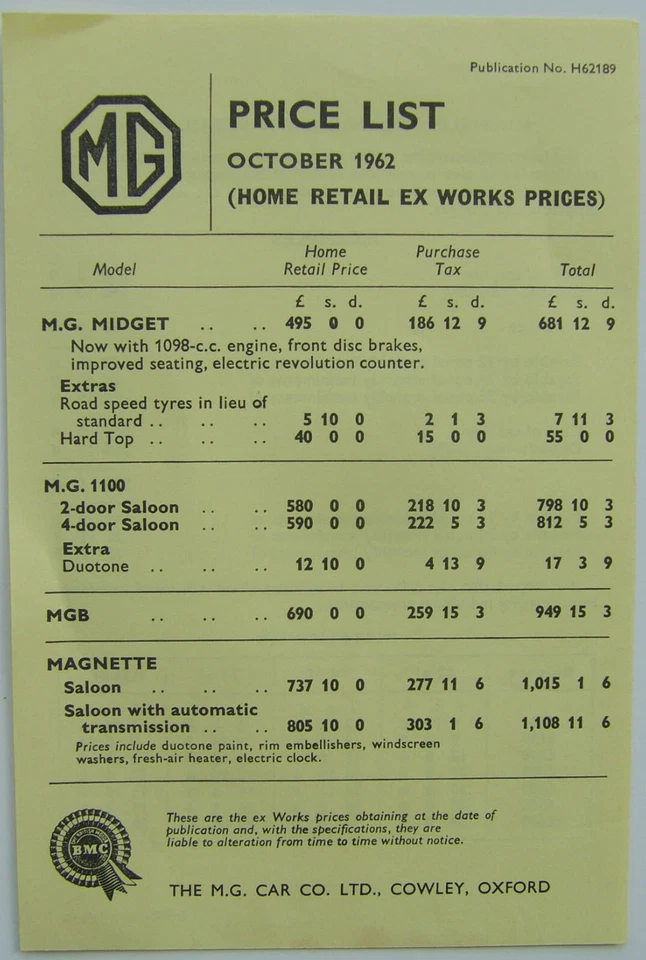 Publication No. H62189
MG
PRICE LIST
OCTOBER 1962
(HOME RETAIL EX WORKS PRICES)
Model Home Retail Price Purchase Tax Total
£ s. d. £ s. d. £ s. d.
M.G. MIDGET .. .. 495 0 0 186 12 9 681 12 9
Now with 1098-c.c. engine, front disc brakes,
improved seating, electric revolution counter.
Extras
Road speed tyres in lieu of
standard .. .. .. 5 10 0 2 1 3 7 11 3
Hard Top .. .. .. 40 0 0 15 0 0 55 0 0
M.G. 1100
2-door Saloon .. .. 580 0 0 218 10 3 798 10 3
4-door Saloon .. .. 590 0 0 222 5 3 812 5 3
Extra
Duotone .. .. .. 12 10 0 4 13 9 17 3 9
MGB .. .. .. 690 0 0 259 15 3 949 15 3
MAGNETTE
Saloon .. .. .. 737 10 0 277 11 6 1,015 1 6
Saloon with automatic
transmission .. .. 805 10 0 303 1 6 1,108 11 6
Prices include duotone paint, rim embellishers, windscreen
washers, fresh-air heater, electric clock.
These are the ex Works prices obtaining at the date of
publication and, with the specifications, they are
liable to alteration from time to time without notice.
BMC
THE M.G. CAR CO. LTD., COWLEY, OXFORD